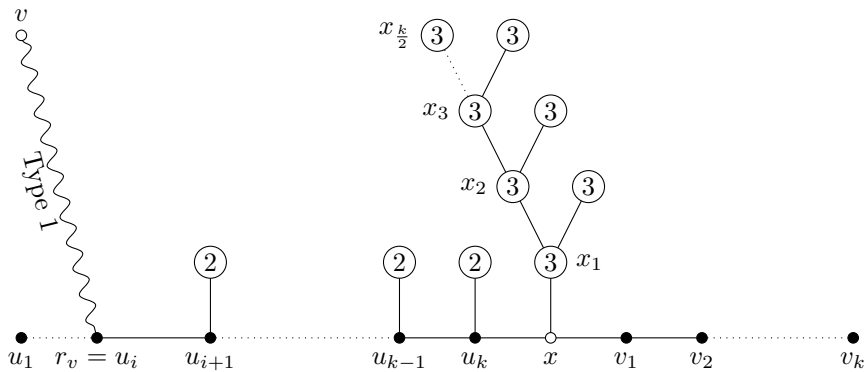 v
x_{\frac{k}{2}} 3 3
x_3 3 3
Type 1
x_2 3 3
2 2 2 3 x_1
u_1 r_v = u_i u_{i+1} u_{k-1} u_k x v_1 v_2 v_k